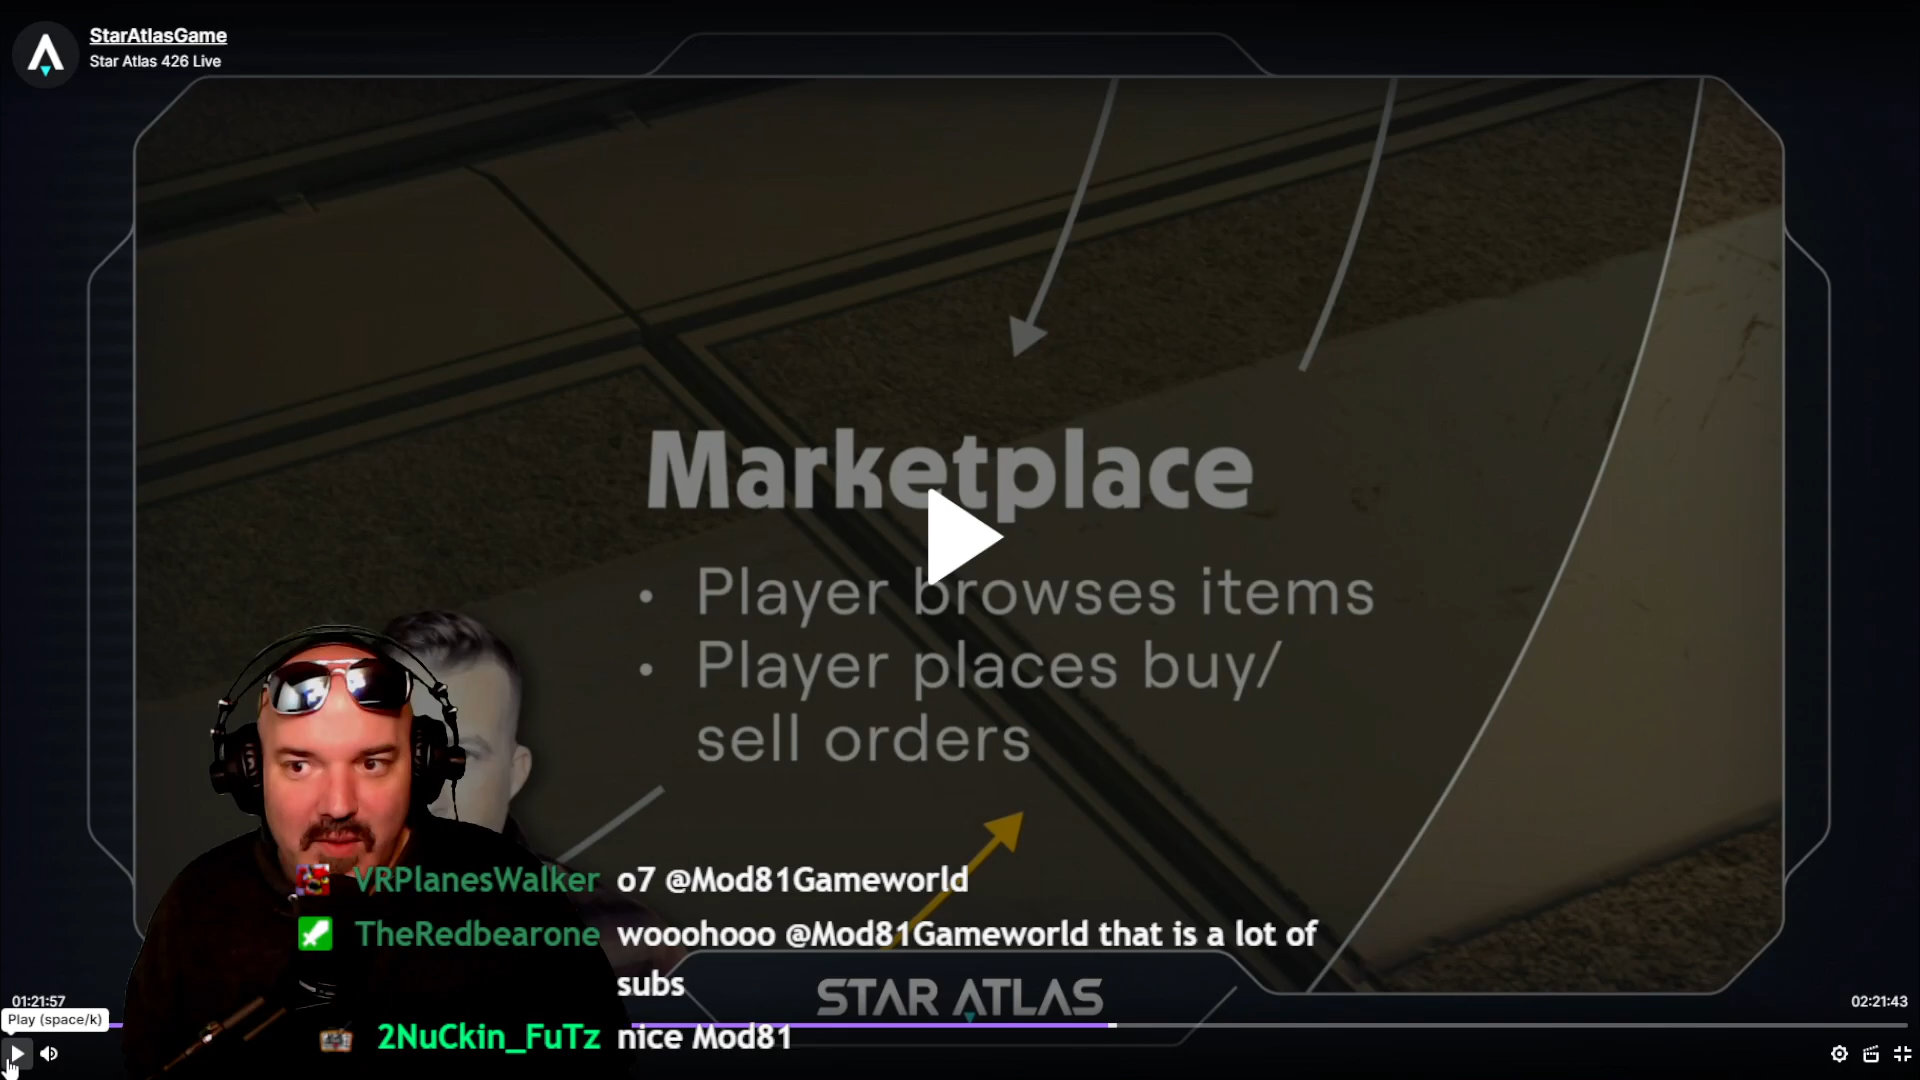 StarAtlasGame
Star Atlas 426 Live
Marketplace
• Player browses items
• Player places buy/
sell orders
VRPlanesWalker o7 @Mod81Gameworld
TheRedbearone wooohooo @Mod81Gameworld that is a lot of
subs
STAR ATLAS
01:21:57
02:21:43
Play (space/k)
2NuCkin_FuTz nice Mod81